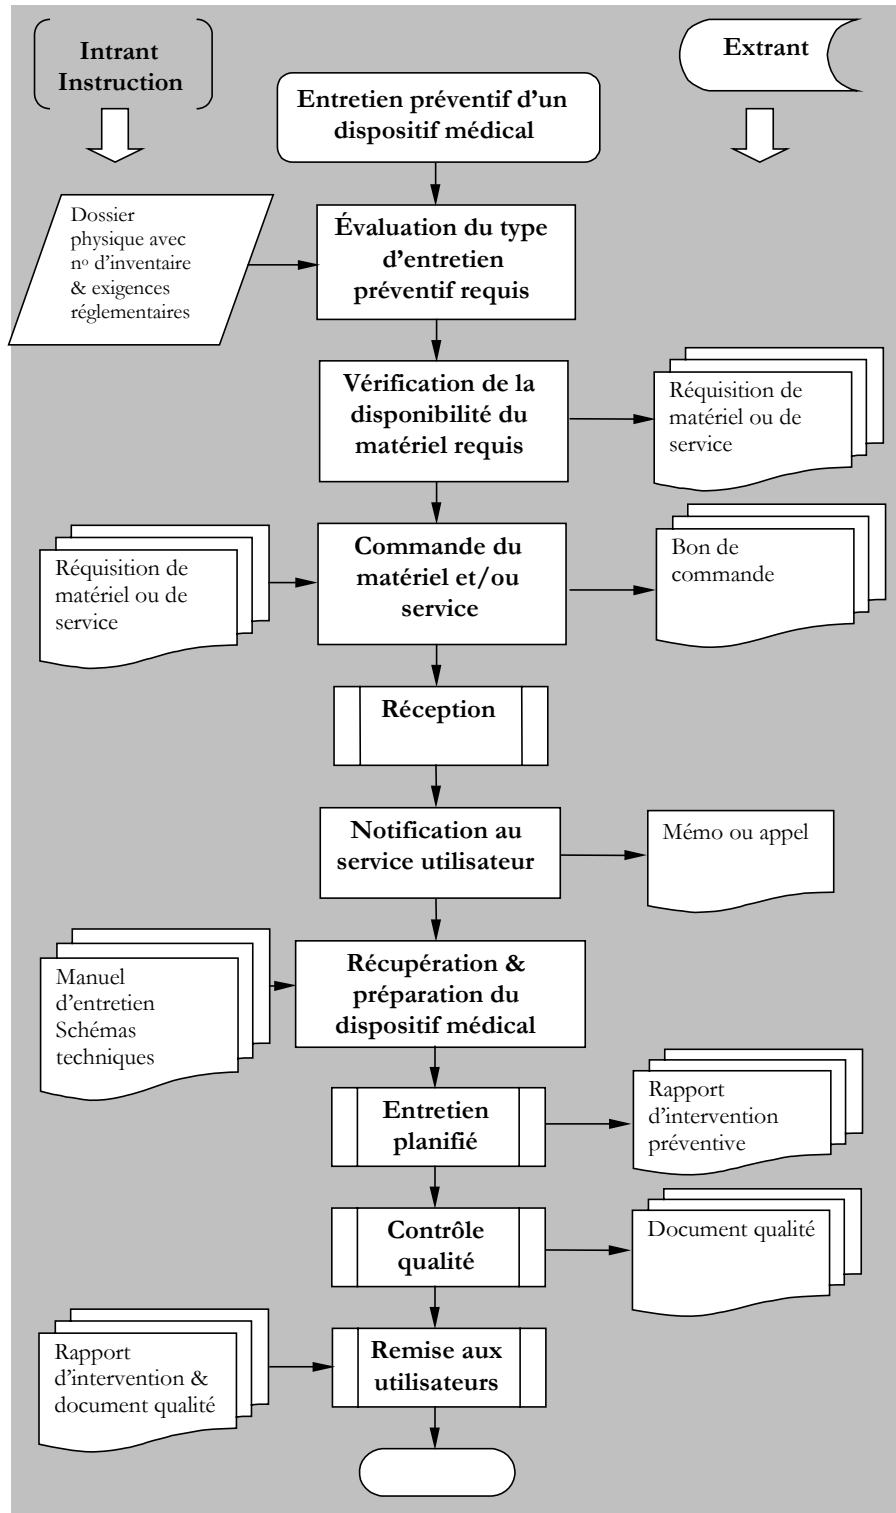 Intrant
Instruction
Extrant
Entretien préventif d'un
dispositif médical
Dossier
physique avec
nº d'inventaire
& exigences
réglementaires
Évaluation du type
d'entretien
préventif requis
Vérification de la
disponibilité du
matériel requis
Réquisition de
matériel ou de
service
Réquisition de
matériel ou de
service
Commande du
matériel et/ou
service
Bon de
commande
Réception
Notification au
service utilisateur
Mémo ou appel
Manuel
d'entretien
Schémas
techniques
Récupération &
préparation du
dispositif médical
Entretien
planifié
Rapport
d'intervention
préventive
Contrôle
qualité
Document qualité
Rapport
d'intervention &
document qualité
Remise aux
utilisateurs